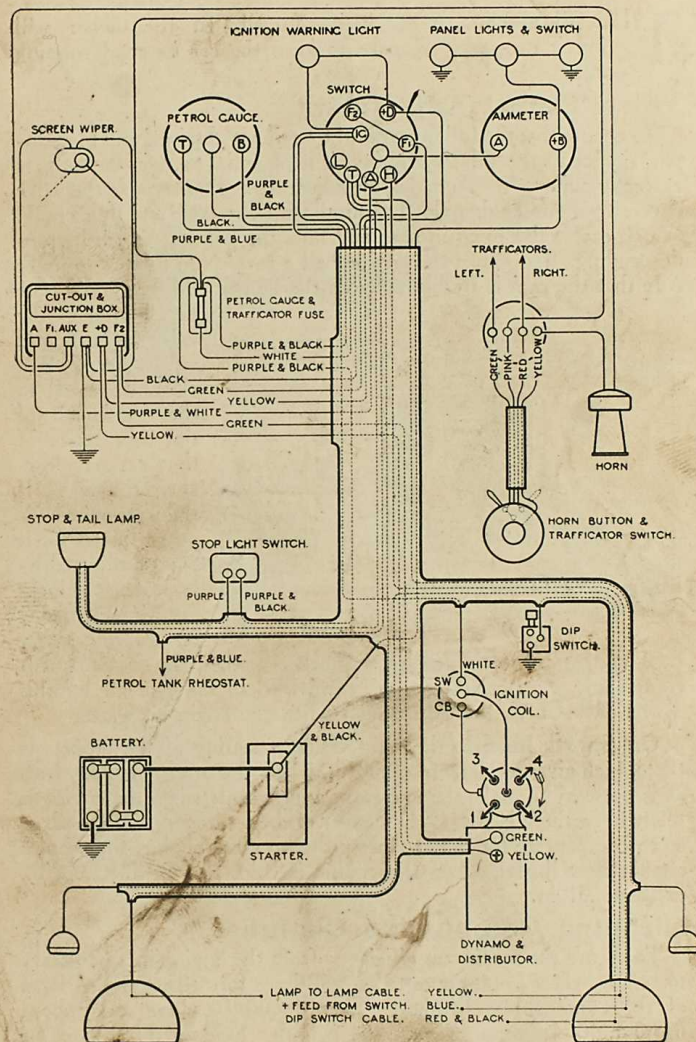 IGNITION WARNING LIGHT
PANEL LIGHTS & SWITCH
SWITCH
PETROL GAUGE.
T
B
F2
+D
IG
F1
L
T
A
H
AMMETER
A
+B
SCREEN WIPER.
PURPLE
&
BLACK
BLACK.
PURPLE & BLUE
TRAFFICATORS.
LEFT.
RIGHT.
CUT-OUT &
JUNCTION BOX
A F1. AUX E +D F2
PETROL GAUGE &
TRAFFICATOR FUSE
PURPLE & BLACK
WHITE
PURPLE & BLACK
BLACK
GREEN
YELLOW
PURPLE & WHITE
GREEN
YELLOW.
GREEN
PINK
RED
YELLOW
HORN
HORN BUTTON &
TRAFFICATOR SWITCH.
STOP & TAIL LAMP.
STOP LIGHT SWITCH.
PURPLE
PURPLE &
BLACK.
PURPLE & BLUE.
PETROL TANK RHEOSTAT.
DIP
SWITCH.
WHITE.
SW
CB
IGNITION
COIL.
YELLOW
& BLACK.
BATTERY.
STARTER.
3
4
1
2
GREEN.
+
YELLOW.
DYNAMO &
DISTRIBUTOR.
LAMP TO LAMP CABLE. YELLOW.
+ FEED FROM SWITCH. BLUE.
DIP SWITCH CABLE. RED & BLACK.